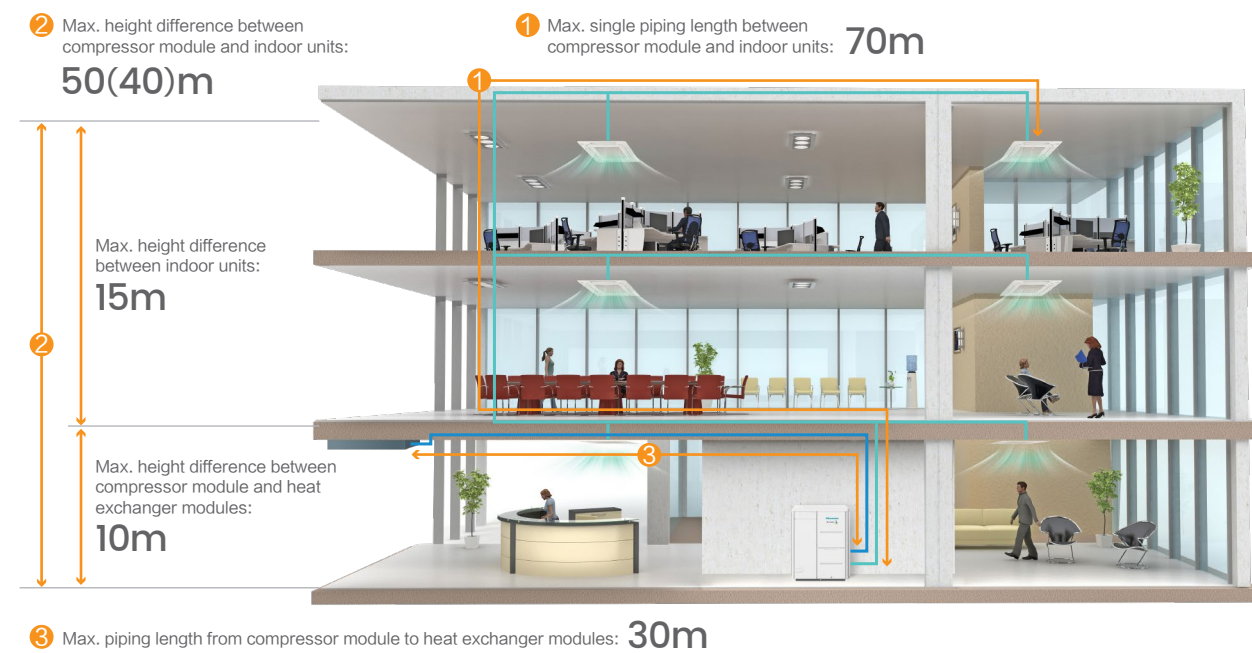 2 Max. height difference between
compressor module and indoor units:
50(40)m
1 Max. single piping length between
compressor module and indoor units: 70m
1
Max. height difference
between indoor units:
15m
2
Max. height difference between
compressor module and heat
exchanger modules:
10m
3
3 Max. piping length from compressor module to heat exchanger modules: 30m